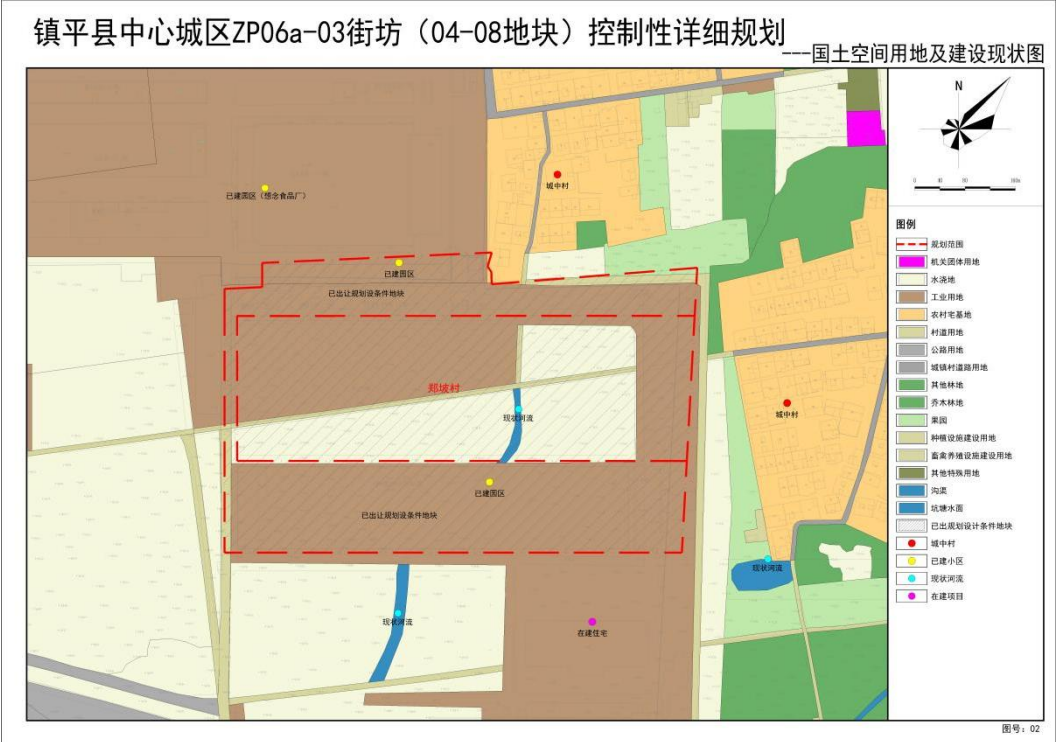 镇平县中心城区ZP06a-03街坊（04-08地块）控制性详细规划
---国土空间用地及建设现状图
N
已建园区（想念食品厂）
城中村
已建园区
已出让规划设条件地块
郑坡村
现状河流
城中村
已建园区
已出让规划设条件地块
现状河流
现状河流
在建住宅
图例
规划范围
机关团体用地
水浇地
工业用地
农村宅基地
村道用地
公路用地
城镇村道路用地
其他林地
乔木林地
果园
种植设施建设用地
畜禽养殖设施建设用地
其他特殊用地
沟渠
坑塘水面
已出规划设计条件地块
城中村
已建小区
现状河流
在建项目
图号：02